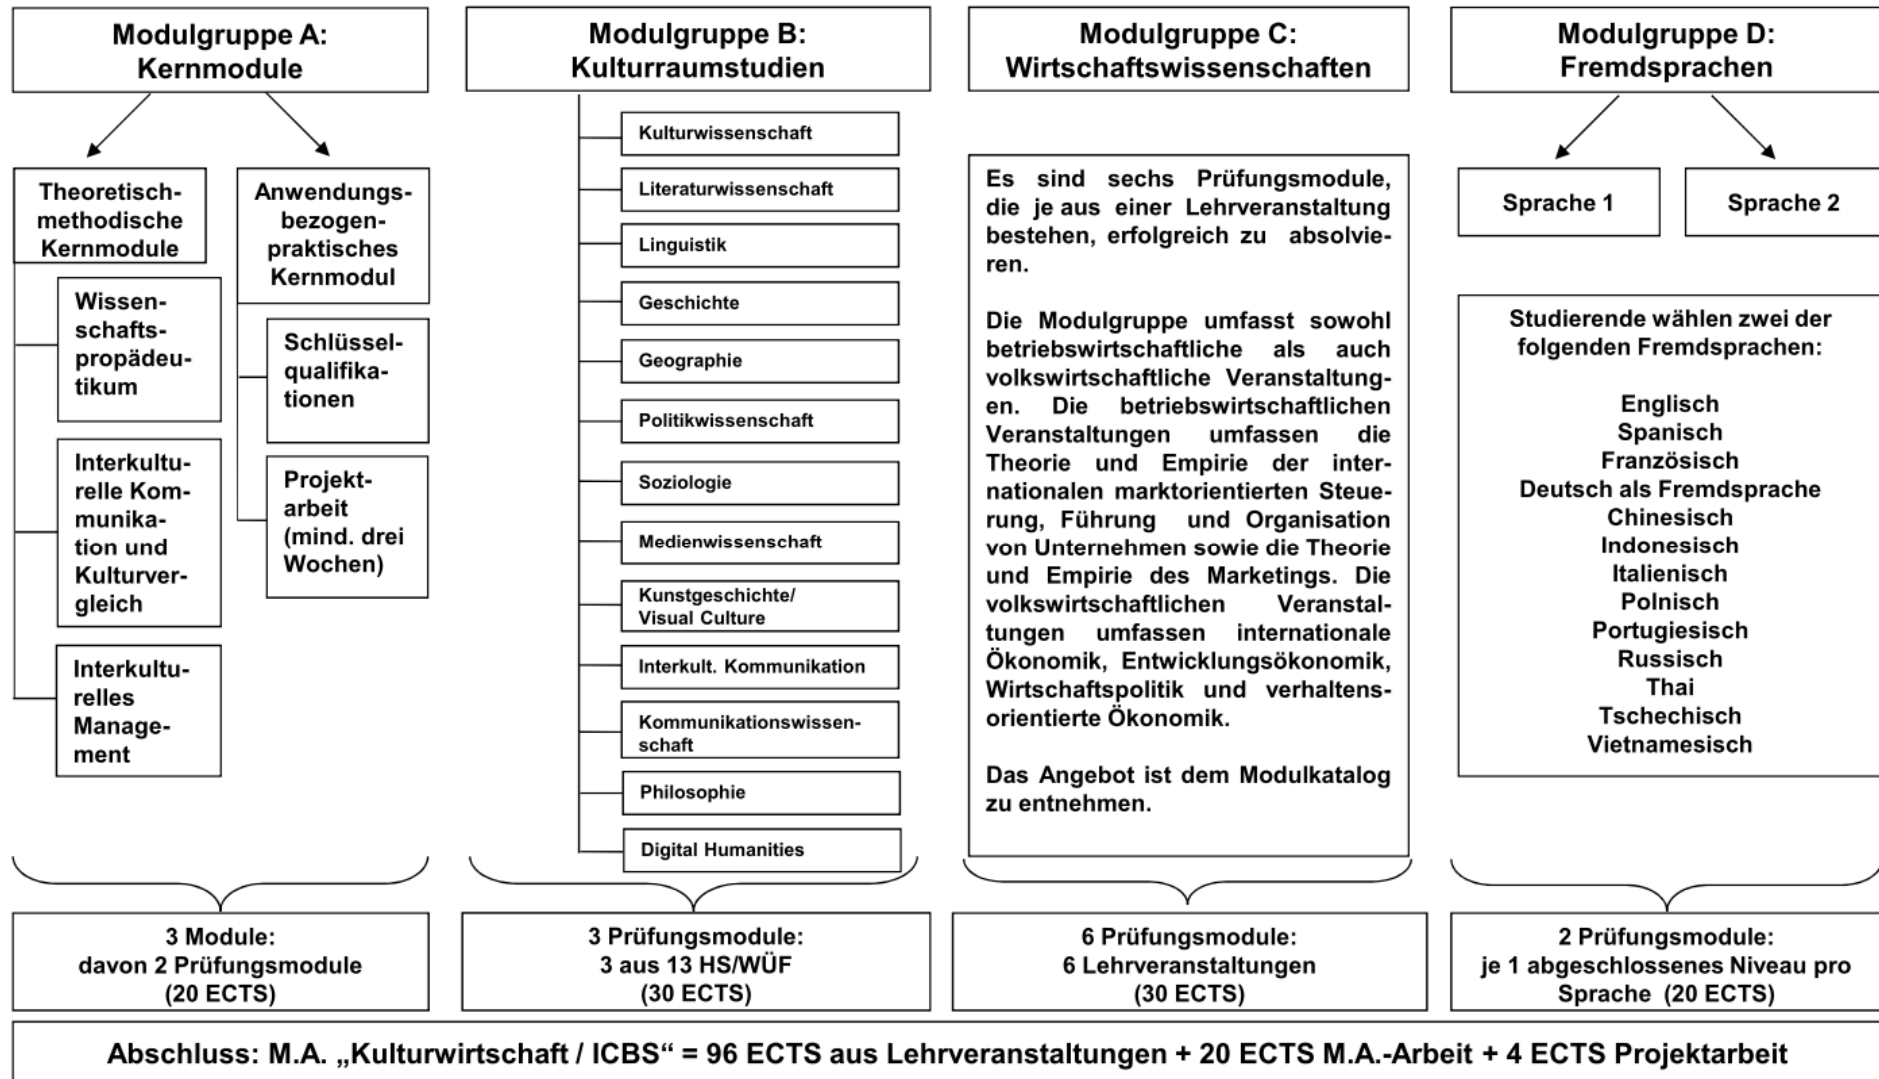 Modulgruppe A:
Kernmodule
Theoretisch-
methodische
Kernmodule
Wissen-
schafts-
propädeu-
tikum
Interkultu-
relle Kom-
munika-
tion und
Kulturver-
gleich
Interkultu-
relles
Manage-
ment
Anwendungs-
bezogen-
praktisches
Kernmodul
Schlüssel-
qualifika-
tionen
Projekt-
arbeit
(mind. drei
Wochen)
3 Module:
davon 2 Prüfungsmodule
(20 ECTS)
Modulgruppe B:
Kulturraumstudien
Kulturwissenschaft
Literaturwissenschaft
Linguistik
Geschichte
Geographie
Politikwissenschaft
Soziologie
Medienwissenschaft
Kunstgeschichte/
Visual Culture
Interkult. Kommunikation
Kommunikationswissen-
schaft
Philosophie
Digital Humanities
3 Prüfungsmodule:
3 aus 13 HS/WÜF
(30 ECTS)
Modulgruppe C:
Wirtschaftswissenschaften
Es sind sechs Prüfungsmodule,
die je aus einer Lehrveranstaltung
bestehen, erfolgreich zu absolvie-
ren.
Die Modulgruppe umfasst sowohl
betriebswirtschaftliche als auch
volkswirtschaftliche Veranstaltung-
en. Die betriebswirtschaftlichen
Veranstaltungen umfassen die
Theorie und Empirie der inter-
nationalen marktorientierten Steue-
rung, Führung und Organisation
von Unternehmen sowie die Theorie
und Empirie des Marketings. Die
volkswirtschaftlichen Veranstal-
tungen umfassen internationale
Ökonomik, Entwicklungsökonomik,
Wirtschaftspolitik und verhaltens-
orientierte Ökonomik.
Das Angebot ist dem Modulkatalog
zu entnehmen.
6 Prüfungsmodule:
6 Lehrveranstaltungen
(30 ECTS)
Modulgruppe D:
Fremdsprachen
Sprache 1
Sprache 2
Studierende wählen zwei der
folgenden Fremdsprachen:
Englisch
Spanisch
Französisch
Deutsch als Fremdsprache
Chinesisch
Indonesisch
Italienisch
Polnisch
Portugiesisch
Russisch
Thai
Tschechisch
Vietnamesisch
2 Prüfungsmodule:
je 1 abgeschlossenes Niveau pro
Sprache (20 ECTS)
Abschluss: M.A. „Kulturwirtschaft / ICBS“ = 96 ECTS aus Lehrveranstaltungen + 20 ECTS M.A.-Arbeit + 4 ECTS Projektarbeit